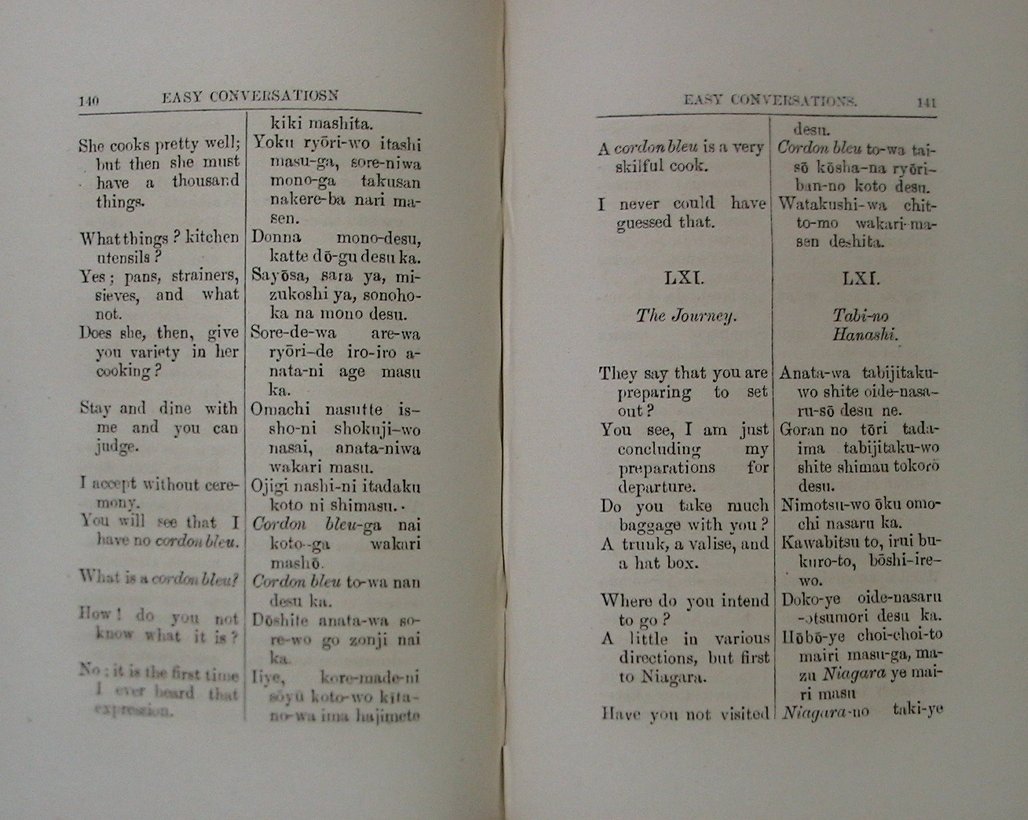 140
EASY CONVERSATIOSN
She cooks pretty well;
but then she must
have a thousand
things.
What things ? kitchen
utensils ?
Yes ; pans, strainers,
sieves, and what
not.
Does she, then, give
you variety in her
cooking ?
Stay and dine with
me and you can
judge.
I accept without cere-
mony.
You will see that I
have no cordon bleu.
What is a cordon bleu?
How ! do you not
know what it is ?
No ; it is the first time
I ever heard that
expression.
kiki mashita.
Yoku ryōri-wo itashi
masu-ga, sore-niwa
mono-ga takusan
nakere-ba nari ma-
sen.
Donna mono-desu,
katte dō-gu desu ka.
Sayōsa, sara ya, mi-
zukoshi ya, sonoho-
ka na mono desu.
Sore-de-wa are-wa
ryōri-de iro-iro a-
nata-ni age masu
ka.
Omachi nasutte is-
sho-ni shokuji-wo
nasai, anata-niwa
wakari masu.
Ojigi nashi-ni itadaku
koto ni shimasu.
Cordon bleu-ga nai
koto--ga wakari
mashō.
Cordon bleu to-wa nan
desu ka.
Dōshite anata-wa so-
re-wo go zonji nai
ka.
Iiye, kore-made-ni
sōyu koto-wo kita-
no-wa ima hajimete
EASY CONVERSATIONS.
141
A cordon bleu is a very
skilful cook.
I never could have
guessed that.
LXI.
The Journey.
They say that you are
preparing to set
out ?
You see, I am just
concluding my
preparations for
departure.
Do you take much
baggage with you ?
A trunk, a valise, and
a hat box.
Where do you intend
to go ?
A little in various
directions, but first
to Niagara.
Have you not visited
desu.
Cordon bleu to-wa tai-
sō kōsha-na ryōri-
ban-no koto desu.
Watakushi-wa chit-
to-mo wakari-ma-
sen deshita.
LXI.
Tabi-no
Hanashi.
Anata-wa tabijitaku-
wo shite oide-nasa-
ru-sō desu ne.
Goran no tōri tada-
ima tabijitaku-wo
shite shimau tokoro
desu.
Nimotsu-wo ōku omo-
chi nasaru ka.
Kawabitsu to, irui bu-
kuro-to, bōshi-ire-
wo.
Doko-ye oide-nasaru
-otsumori desu ka.
Hōbō-ye choi-choi-to
mairi masu-ga, ma-
zu Niagara ye mai-
ri masu
Niagara-no taki-ye